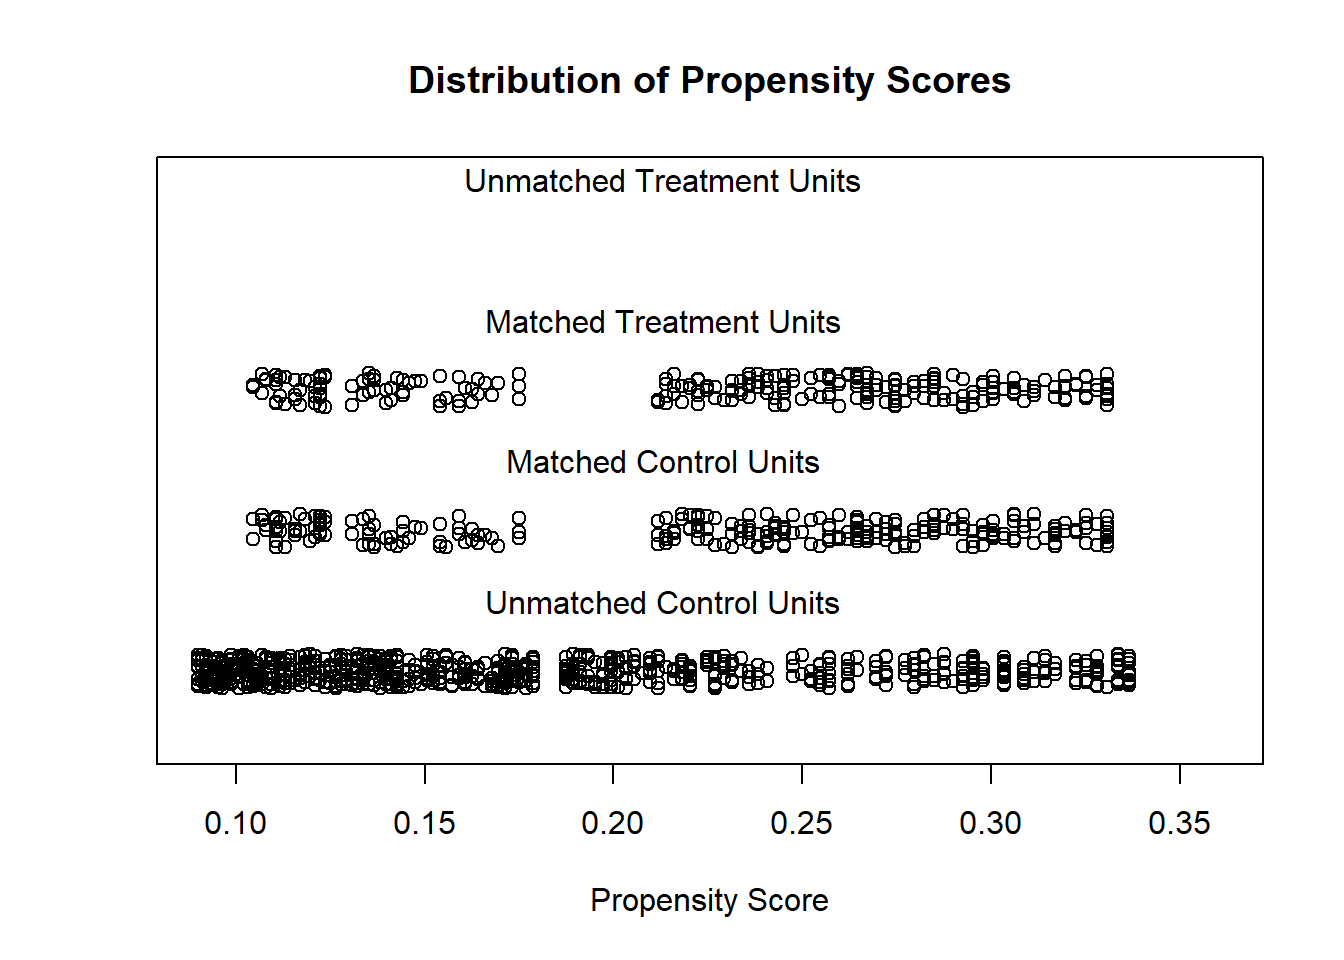 Distribution of Propensity Scores
Unmatched Treatment Units
Matched Treatment Units
Matched Control Units
Unmatched Control Units
0.10 0.15 0.20 0.25 0.30 0.35
Propensity Score